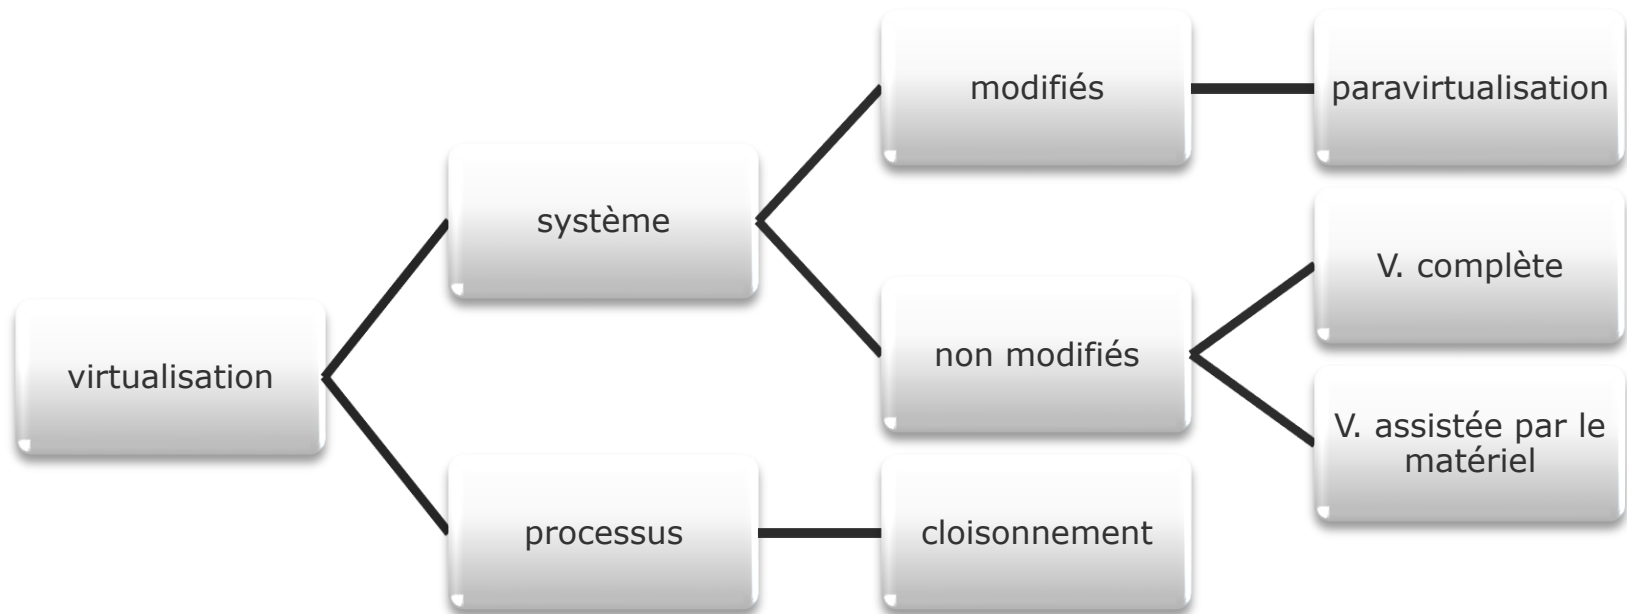 modifiés
paravirtualisation
système
V. complète
non modifiés
virtualisation
V. assistée par le
matériel
processus
cloisonnement